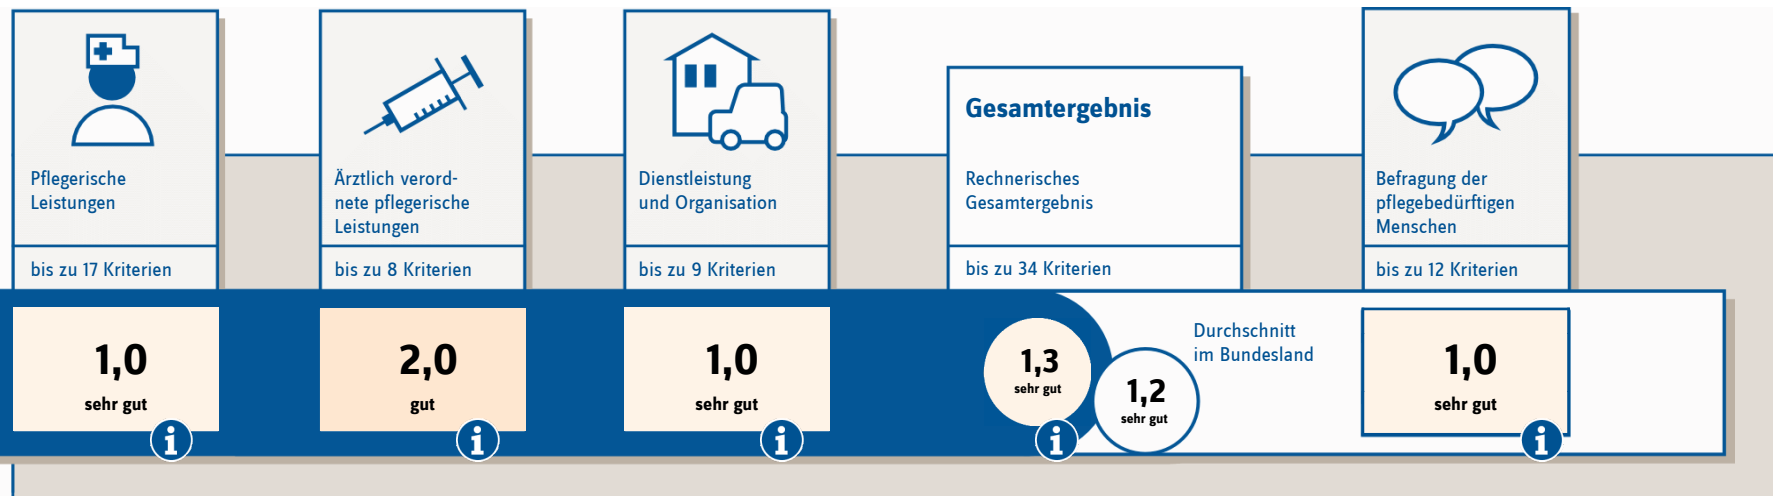 Pflegerische
Leistungen
bis zu 17 Kriterien
1,0
sehr gut
i
Ärztlich verord-
nete pflegerische
Leistungen
bis zu 8 Kriterien
2,0
gut
i
Dienstleistung
und Organisation
bis zu 9 Kriterien
1,0
sehr gut
i
Gesamtergebnis
Rechnerisches
Gesamtergebnis
bis zu 34 Kriterien
1,3
sehr gut
i
1,2
sehr gut
Durchschnitt
im Bundesland
Befragung der
pflegebedürftigen
Menschen
bis zu 12 Kriterien
1,0
sehr gut
i